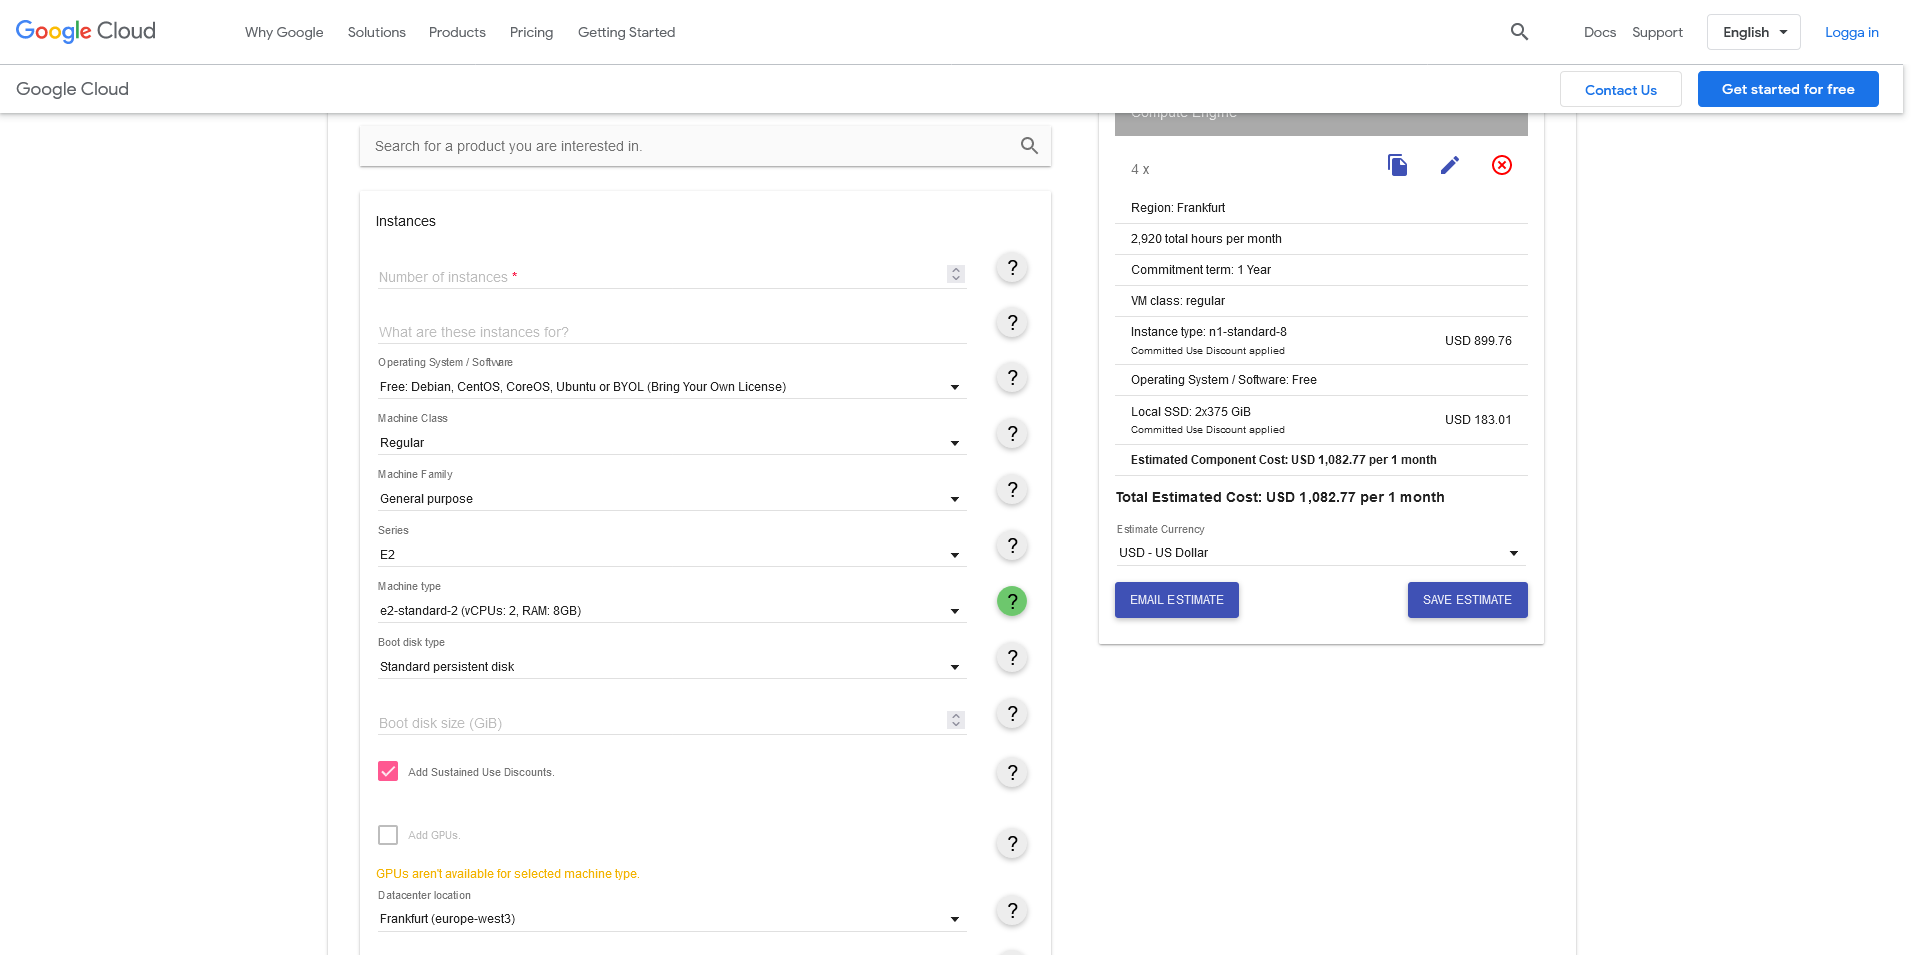 Google Cloud
Why Google
Solutions
Products
Pricing
Getting Started
Docs
Support
English
Logga in
Google Cloud
Contact Us
Get started for free
Search for a product you are interested in.
Instances
Number of instances *
?
What are these instances for?
?
Operating System / Software
Free: Debian, CentOS, CoreOS, Ubuntu or BYOL (Bring Your Own License)
?
Machine Class
Regular
?
Machine Family
General purpose
?
Series
E2
?
Machine type
e2-standard-2 (vCPUs: 2, RAM: 8GB)
?
Boot disk type
Standard persistent disk
?
Boot disk size (GiB)
?
Add Sustained Use Discounts.
?
Add GPUs.
?
GPUs aren't available for selected machine type.
Datacenter location
Frankfurt (europe-west3)
?
Compute Engine
4 x
Region: Frankfurt
2,920 total hours per month
Commitment term: 1 Year
VM class: regular
Instance type: n1-standard-8
Committed Use Discount applied
USD 899.76
Operating System / Software: Free
Local SSD: 2x375 GiB
Committed Use Discount applied
USD 183.01
Estimated Component Cost: USD 1,082.77 per 1 month
Total Estimated Cost: USD 1,082.77 per 1 month
Estimate Currency
USD - US Dollar
EMAIL ESTIMATE
SAVE ESTIMATE